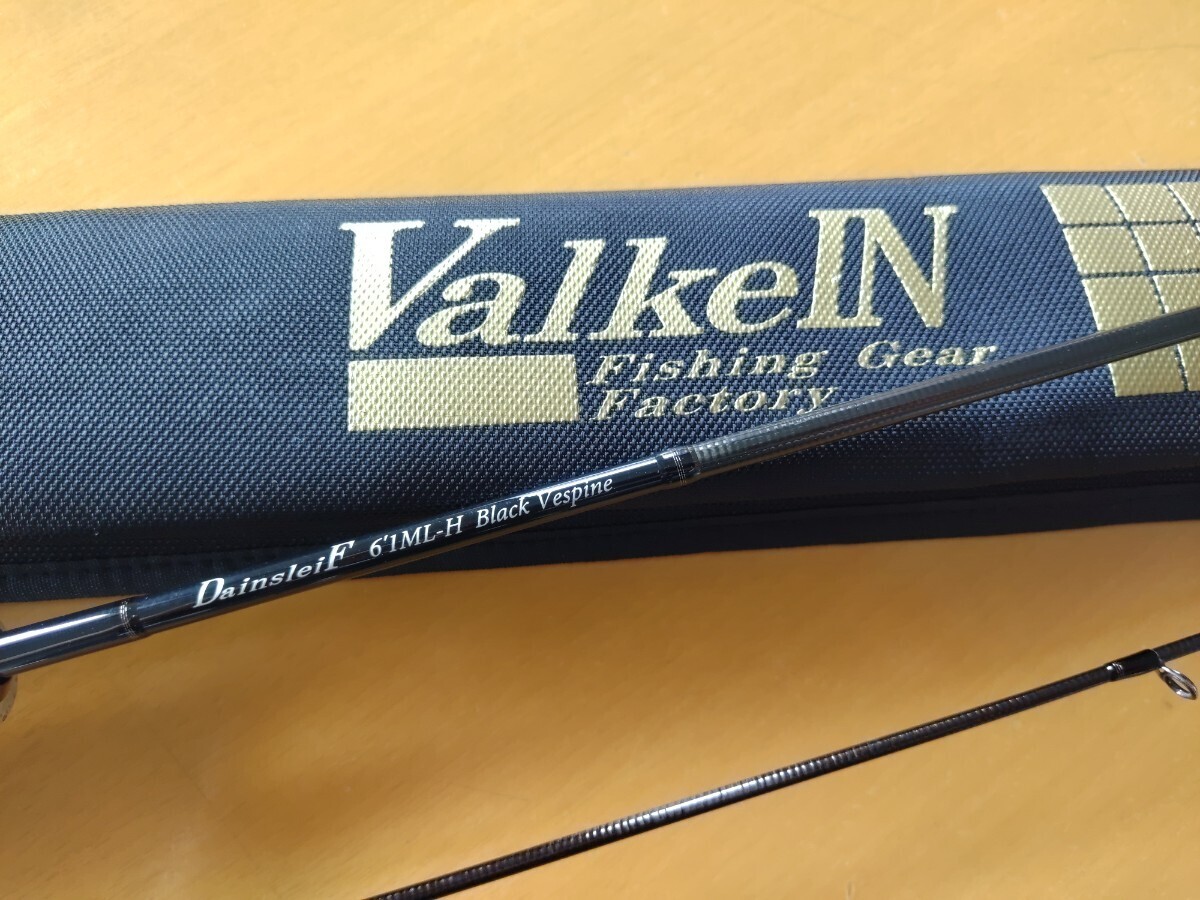 ValkeIN
Fishing Gear
Factory
DainsleiF 6'1ML-H Black Vespine